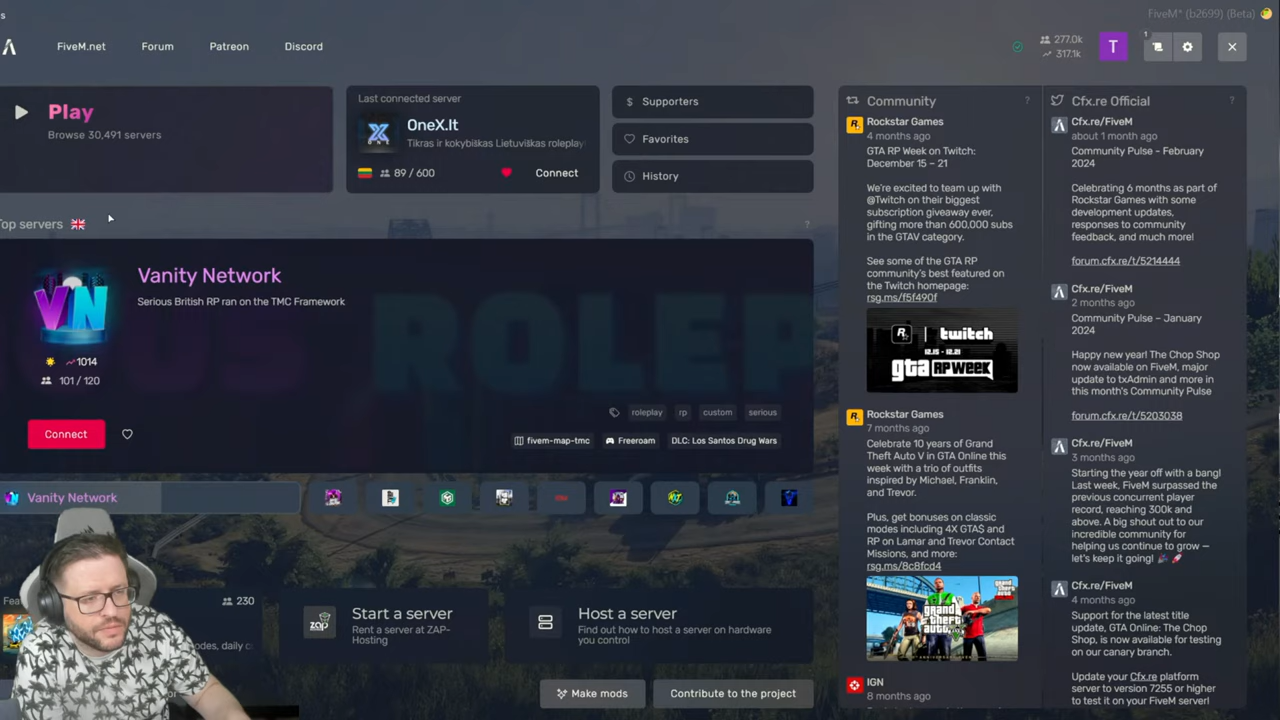 s
FiveM* (b2699) (Beta)
FiveM.net
Forum
Patreon
Discord
277.0k
317.1k
T
1
Play
Browse 30,491 servers
Last connected server
OneX.lt
Tikras ir kokybiškas Lietuviškas roleplay
89 / 600
Connect
$ Supporters
Favorites
History
Top servers
?
Vanity Network
Serious British RP ran on the TMC Framework
1014
101 / 120
Connect
roleplay
rp
custom
serious
fivem-map-tmc
Freeroam
DLC: Los Santos Drug Wars
ROLEP
VN
Vanity Network
230
Start a server
Rent a server at ZAP-
Hosting
Host a server
Find out how to host a server on hardware
you control
Make mods
Contribute to the project
Community
?
Rockstar Games
4 months ago
GTA RP Week on Twitch:
December 15 – 21
We're excited to team up with
@Twitch on their biggest
subscription giveaway ever,
gifting more than 600,000 subs
in the GTAV category.
See some of the GTA RP
community's best featured on
the Twitch homepage:
rsg.ms/f5f490f
R
twitch
12.15 - 12.21
gta RP WEEK
Rockstar Games
7 months ago
Celebrate 10 years of Grand
Theft Auto V in GTA Online this
week with a trio of outfits
inspired by Michael, Franklin,
and Trevor.
Plus, get bonuses on classic
modes including 4X GTA$ and
RP on Lamar and Trevor Contact
Missions, and more:
rsg.ms/8c8fcd4
IGN
8 months ago
Cfx.re Official
?
Cfx.re/FiveM
about 1 month ago
Community Pulse - February
2024
Celebrating 6 months as part of
Rockstar Games with some
development updates,
responses to community
feedback, and much more!
forum.cfx.re/t/5214444
Cfx.re/FiveM
2 months ago
Community Pulse – January
2024
Happy new year! The Chop Shop
now available on FiveM, major
update to txAdmin and more in
this month's Community Pulse
forum.cfx.re/t/5203038
Cfx.re/FiveM
3 months ago
Starting the year off with a bang!
Last week, FiveM surpassed the
previous concurrent player
record, reaching 300k and
above. A big shout out to our
incredible community for
helping us continue to grow —
let's keep it going!
Cfx.re/FiveM
4 months ago
Support for the latest title
update, GTA Online: The Chop
Shop, is now available for testing
on our canary branch.
Update your Cfx.re platform
server to version 7255 or higher
to test it on your FiveM server!